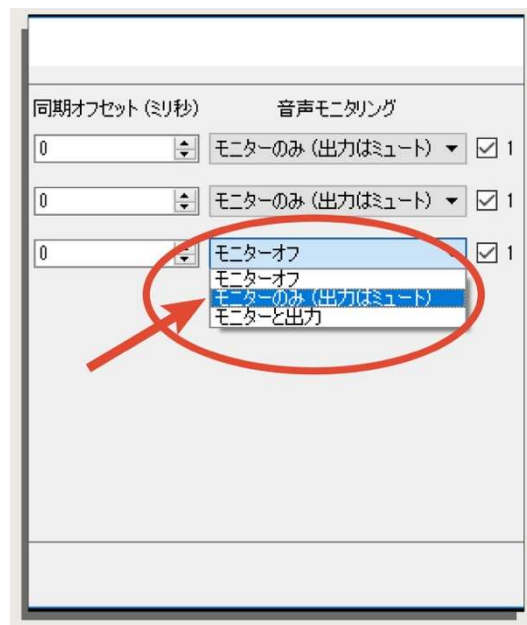 同期オフセット (ミリ秒) 音声モニタリング
0 モニターのみ (出力はミュート) 1
0 モニターのみ (出力はミュート) 1
0 モニターオフ 1
モニターオフ
モニターのみ (出力はミュート)
モニターと出力